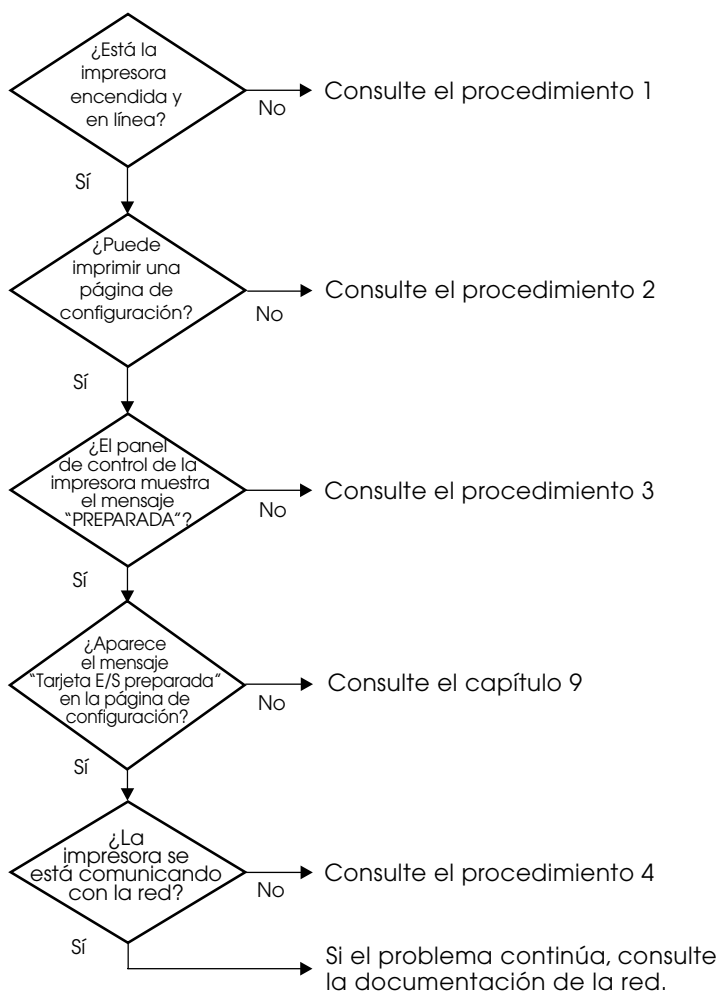 ¿Está la
impresora
encendida y
en línea?
No
Consulte el procedimiento 1
Sí
¿Puede
imprimir una
página de
configuración?
No
Consulte el procedimiento 2
Sí
¿El panel
de control de la
impresora muestra
el mensaje
“PREPARADA”?
No
Consulte el procedimiento 3
Sí
¿Aparece
el mensaje
“Tarjeta E/S preparada”
en la página de
configuración?
No
Consulte el capítulo 9
Sí
¿La
impresora se
está comunicando
con la red?
No
Consulte el procedimiento 4
Sí
Si el problema continúa, consulte
la documentación de la red.